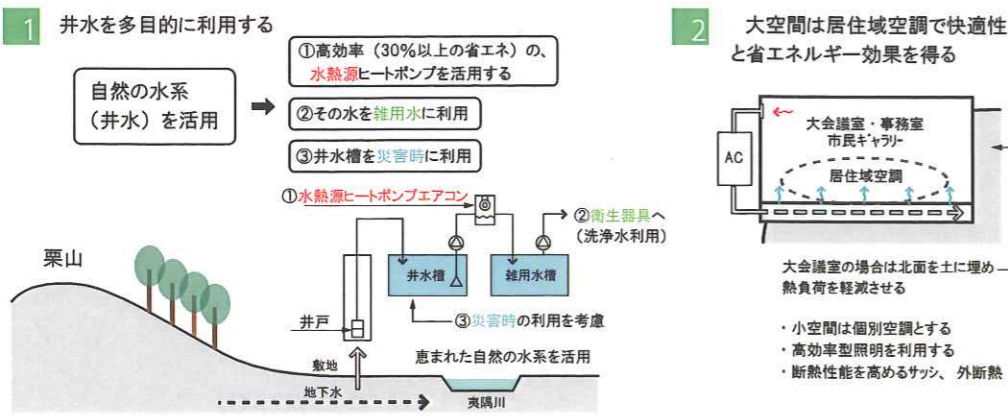 1 井水を多目的に利用する
自然の水系
（井水）を活用
①高効率（30%以上の省エネ）の、
水熱源ヒートポンプを活用する
②その水を雑用水に利用
③井水槽を災害時に利用
①水熱源ヒートポンプエアコン
②衛生器具へ
（洗浄水利用）
栗山
井水槽
雑用水槽
井戸
③災害時の利用を考慮
敷地
恵まれた自然の水系を活用
地下水
夷隅川
2 大空間は居住域空調で快適性
と省エネルギー効果を得る
大会議室・事務室
市民ギャラリー
AC
居住域空調
大会議室の場合は北面を土に埋め
熱負荷を軽減させる
・小空間は個別空調とする
・高効率型照明を利用する
・断熱性能を高めるサッシ、外断熱